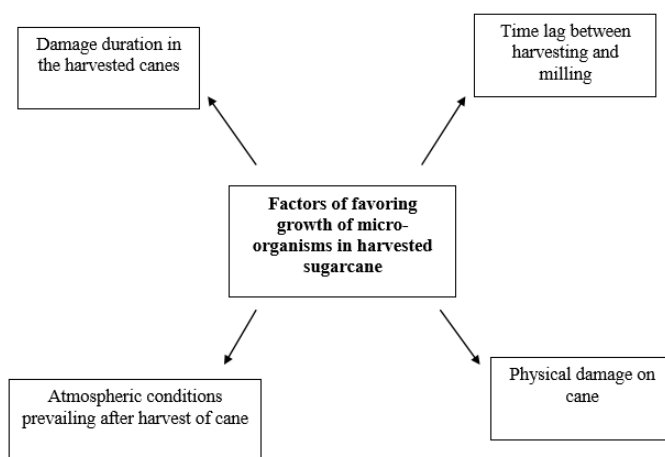 Damage duration in
the harvested canes
Time lag between
harvesting and
milling
Factors of favoring
growth of micro-
organisms in harvested
sugarcane
Atmospheric conditions
prevailing after harvest of cane
Physical damage on
cane